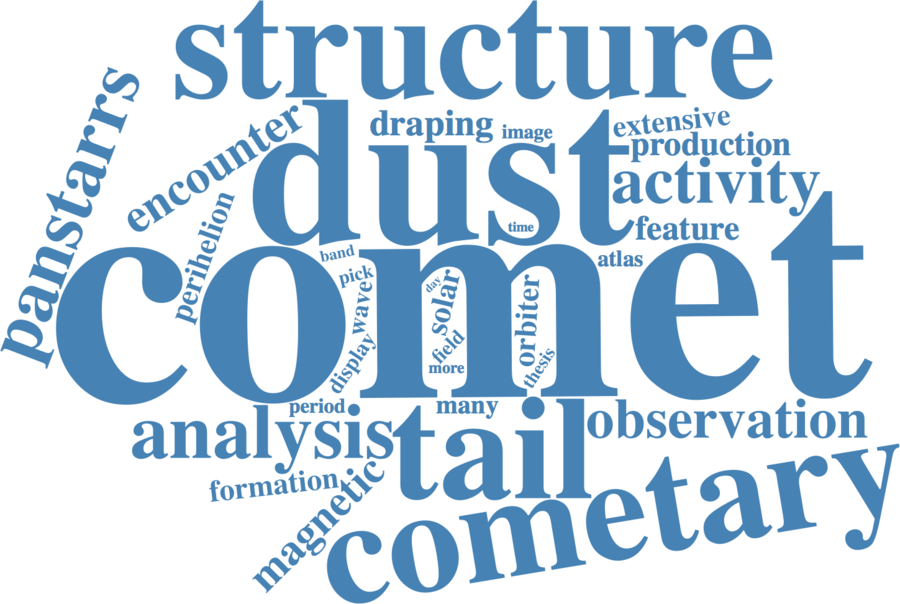 structure
panstarrs
encounter
dust
draping
image
extensive
production
activity
perihelion
time
feature
comet
band
pick
wave
display
day
solar
field
more
orbiter
thesis
atlas
period
many
analysis
tail
observation
formation
magnetic
cometary